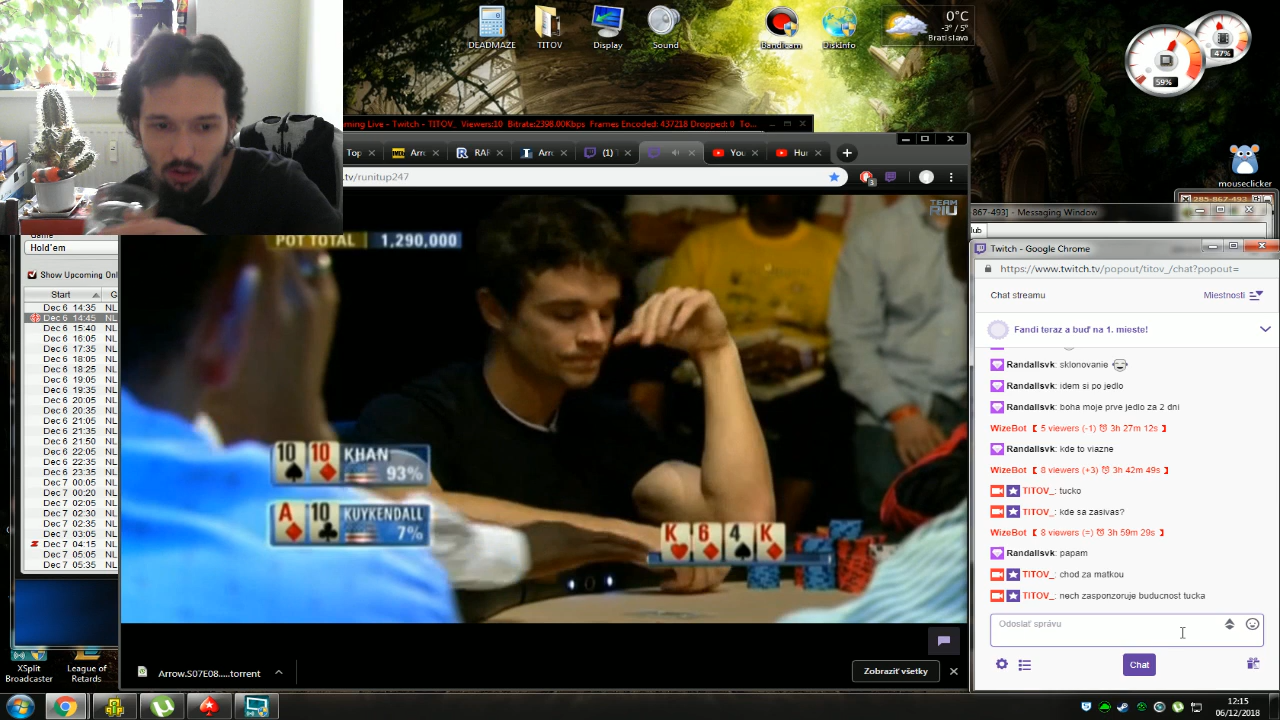 DEADMAZE
TITOV
Display
Sound
Bandicam
DiskInfo
0°C
-3° / 5°
Bratislava
59%
47%
mouseclicker
ming Live - Twitch - TITOV_ Viewers:10 Bitrate:2398.00Kbps Frames Encoded: 437218 Dropped: 0 To...
Top
IMDb
Arr
RAF
Arr
(1)
You
Hur
.tv/runitup247
3
TEAM
RIU
POT TOTAL 1,290,000
10 10 KHAN
93%
A 10 KUYKENDALL
7%
K 6 4 K
Hold'em
Show Upcoming Onl
Start
Dec 6 14:35 NL
Dec 6 14:45 NL
Dec 6 15:40 NL
Dec 6 16:05 NL
Dec 6 17:35 NL
Dec 6 18:05 NL
Dec 6 18:25 NL
Dec 6 19:05 NL
Dec 6 19:35 NL
Dec 6 20:05 NL
Dec 6 20:35 NL
Dec 6 21:05 NL
Dec 6 21:35 NL
Dec 6 21:50 NL
Dec 6 22:05 NL
Dec 6 22:35 NL
Dec 6 23:35 NL
Dec 7 00:05 NL
Dec 7 00:20 NL
Dec 7 02:05 NL
Dec 7 02:30 NL
Dec 7 03:05 NL
Dec 7 03:35 NL
Dec 7 04:15 NL
Dec 7 05:05 NL
Dec 7 05:35 NL
XSplit
Broadcaster
League of
Retards
Arrow.S07E08.....torrent
Zobraziť všetky
285-867-493
867-493] - Messaging Window
lub
Twitch - Google Chrome
https://www.twitch.tv/popout/titov_/chat?popout=
Chat streamu
Miestnosti
Fandi teraz a buď na 1. mieste!
Randallsvk: sklonovanie
Randallsvk: idem si po jedlo
Randallsvk: boha moje prve jedlo za 2 dni
WizeBot 【 5 viewers (-1) 3h 27m 12s 】
Randallsvk: kde to viazne
WizeBot 【 8 viewers (+3) 3h 42m 49s 】
TITOV_: tucko
TITOV_: kde sa zasivas?
WizeBot 【 8 viewers (=) 3h 59m 29s 】
Randallsvk: papam
TITOV_: chod za matkou
TITOV_: nech zasponzoruje buducnost tucka
Odoslať správu
Chat
12:15
06/12/2018